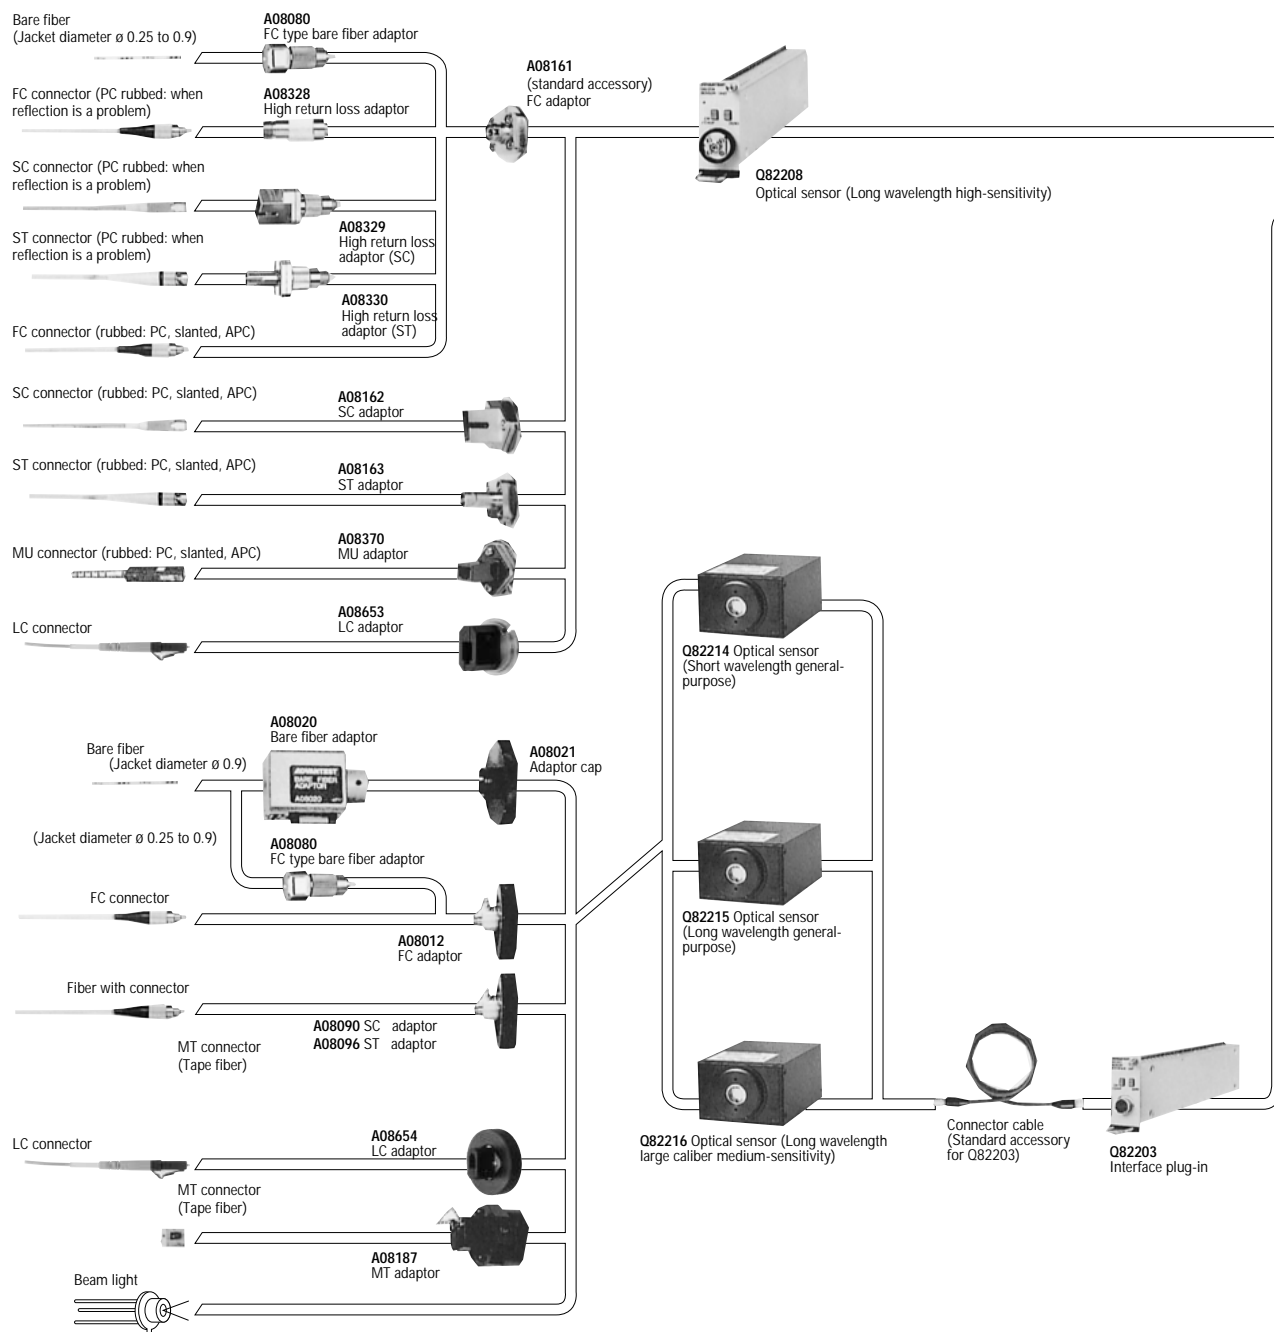 Bare fiber
(Jacket diameter ø 0.25 to 0.9)
A08080
FC type bare fiber adaptor
FC connector (PC rubbed: when
reflection is a problem)
A08328
High return loss adaptor
A08161
(standard accessory)
FC adaptor
SC connector (PC rubbed: when
reflection is a problem)
A08329
High return loss
adaptor (SC)
Q82208
Optical sensor (Long wavelength high-sensitivity)
ST connector (PC rubbed: when
reflection is a problem)
A08330
High return loss
adaptor (ST)
FC connector (rubbed: PC, slanted, APC)
SC connector (rubbed: PC, slanted, APC)
A08162
SC adaptor
ST connector (rubbed: PC, slanted, APC)
A08163
ST adaptor
MU connector (rubbed: PC, slanted, APC)
A08370
MU adaptor
LC connector
A08653
LC adaptor
Q82214 Optical sensor
(Short wavelength general-
purpose)
Bare fiber
(Jacket diameter ø 0.9)
A08020
Bare fiber adaptor
ADVANTEST
BARE FIBER
ADAPTOR
A08020
A08021
Adaptor cap
(Jacket diameter ø 0.25 to 0.9)
A08080
FC type bare fiber adaptor
FC connector
A08012
FC adaptor
Q82215 Optical sensor
(Long wavelength general-
purpose)
Fiber with connector
A08090 SC adaptor
A08096 ST adaptor
MT connector
(Tape fiber)
Q82216 Optical sensor (Long wavelength
large caliber medium-sensitivity)
Connector cable
(Standard accessory
for Q82203)
Q82203
Interface plug-in
LC connector
A08654
LC adaptor
MT connector
(Tape fiber)
A08187
MT adaptor
Beam light